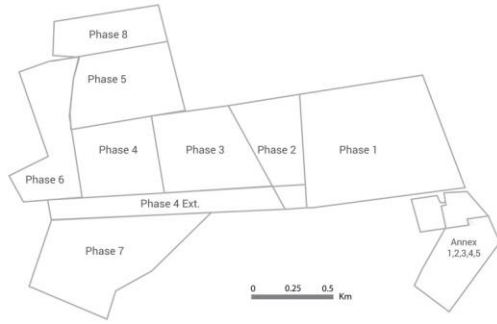 Phase 8
Phase 5
Phase 4
Phase 3
Phase 2
Phase 1
Phase 6
Phase 4 Ext.
Phase 7
Annex
1,2,3,4,5
0 0.25 0.5
Km